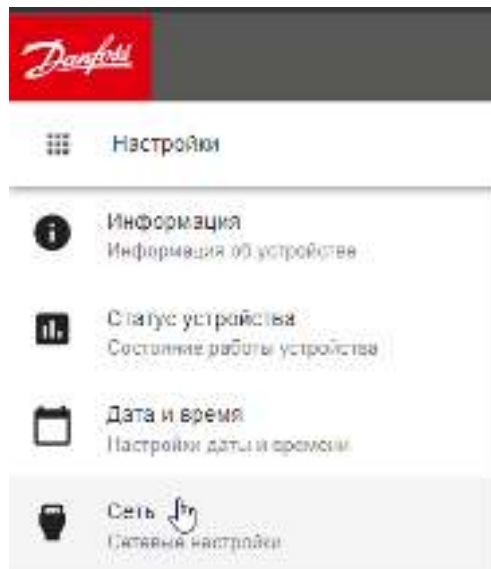 Danfoss
Настройки
Информация
Информация об устройстве
Статус устройства
Состояние работы устройства
Дата и время
Настройки даты и времени
Сеть
Сетевые настройки